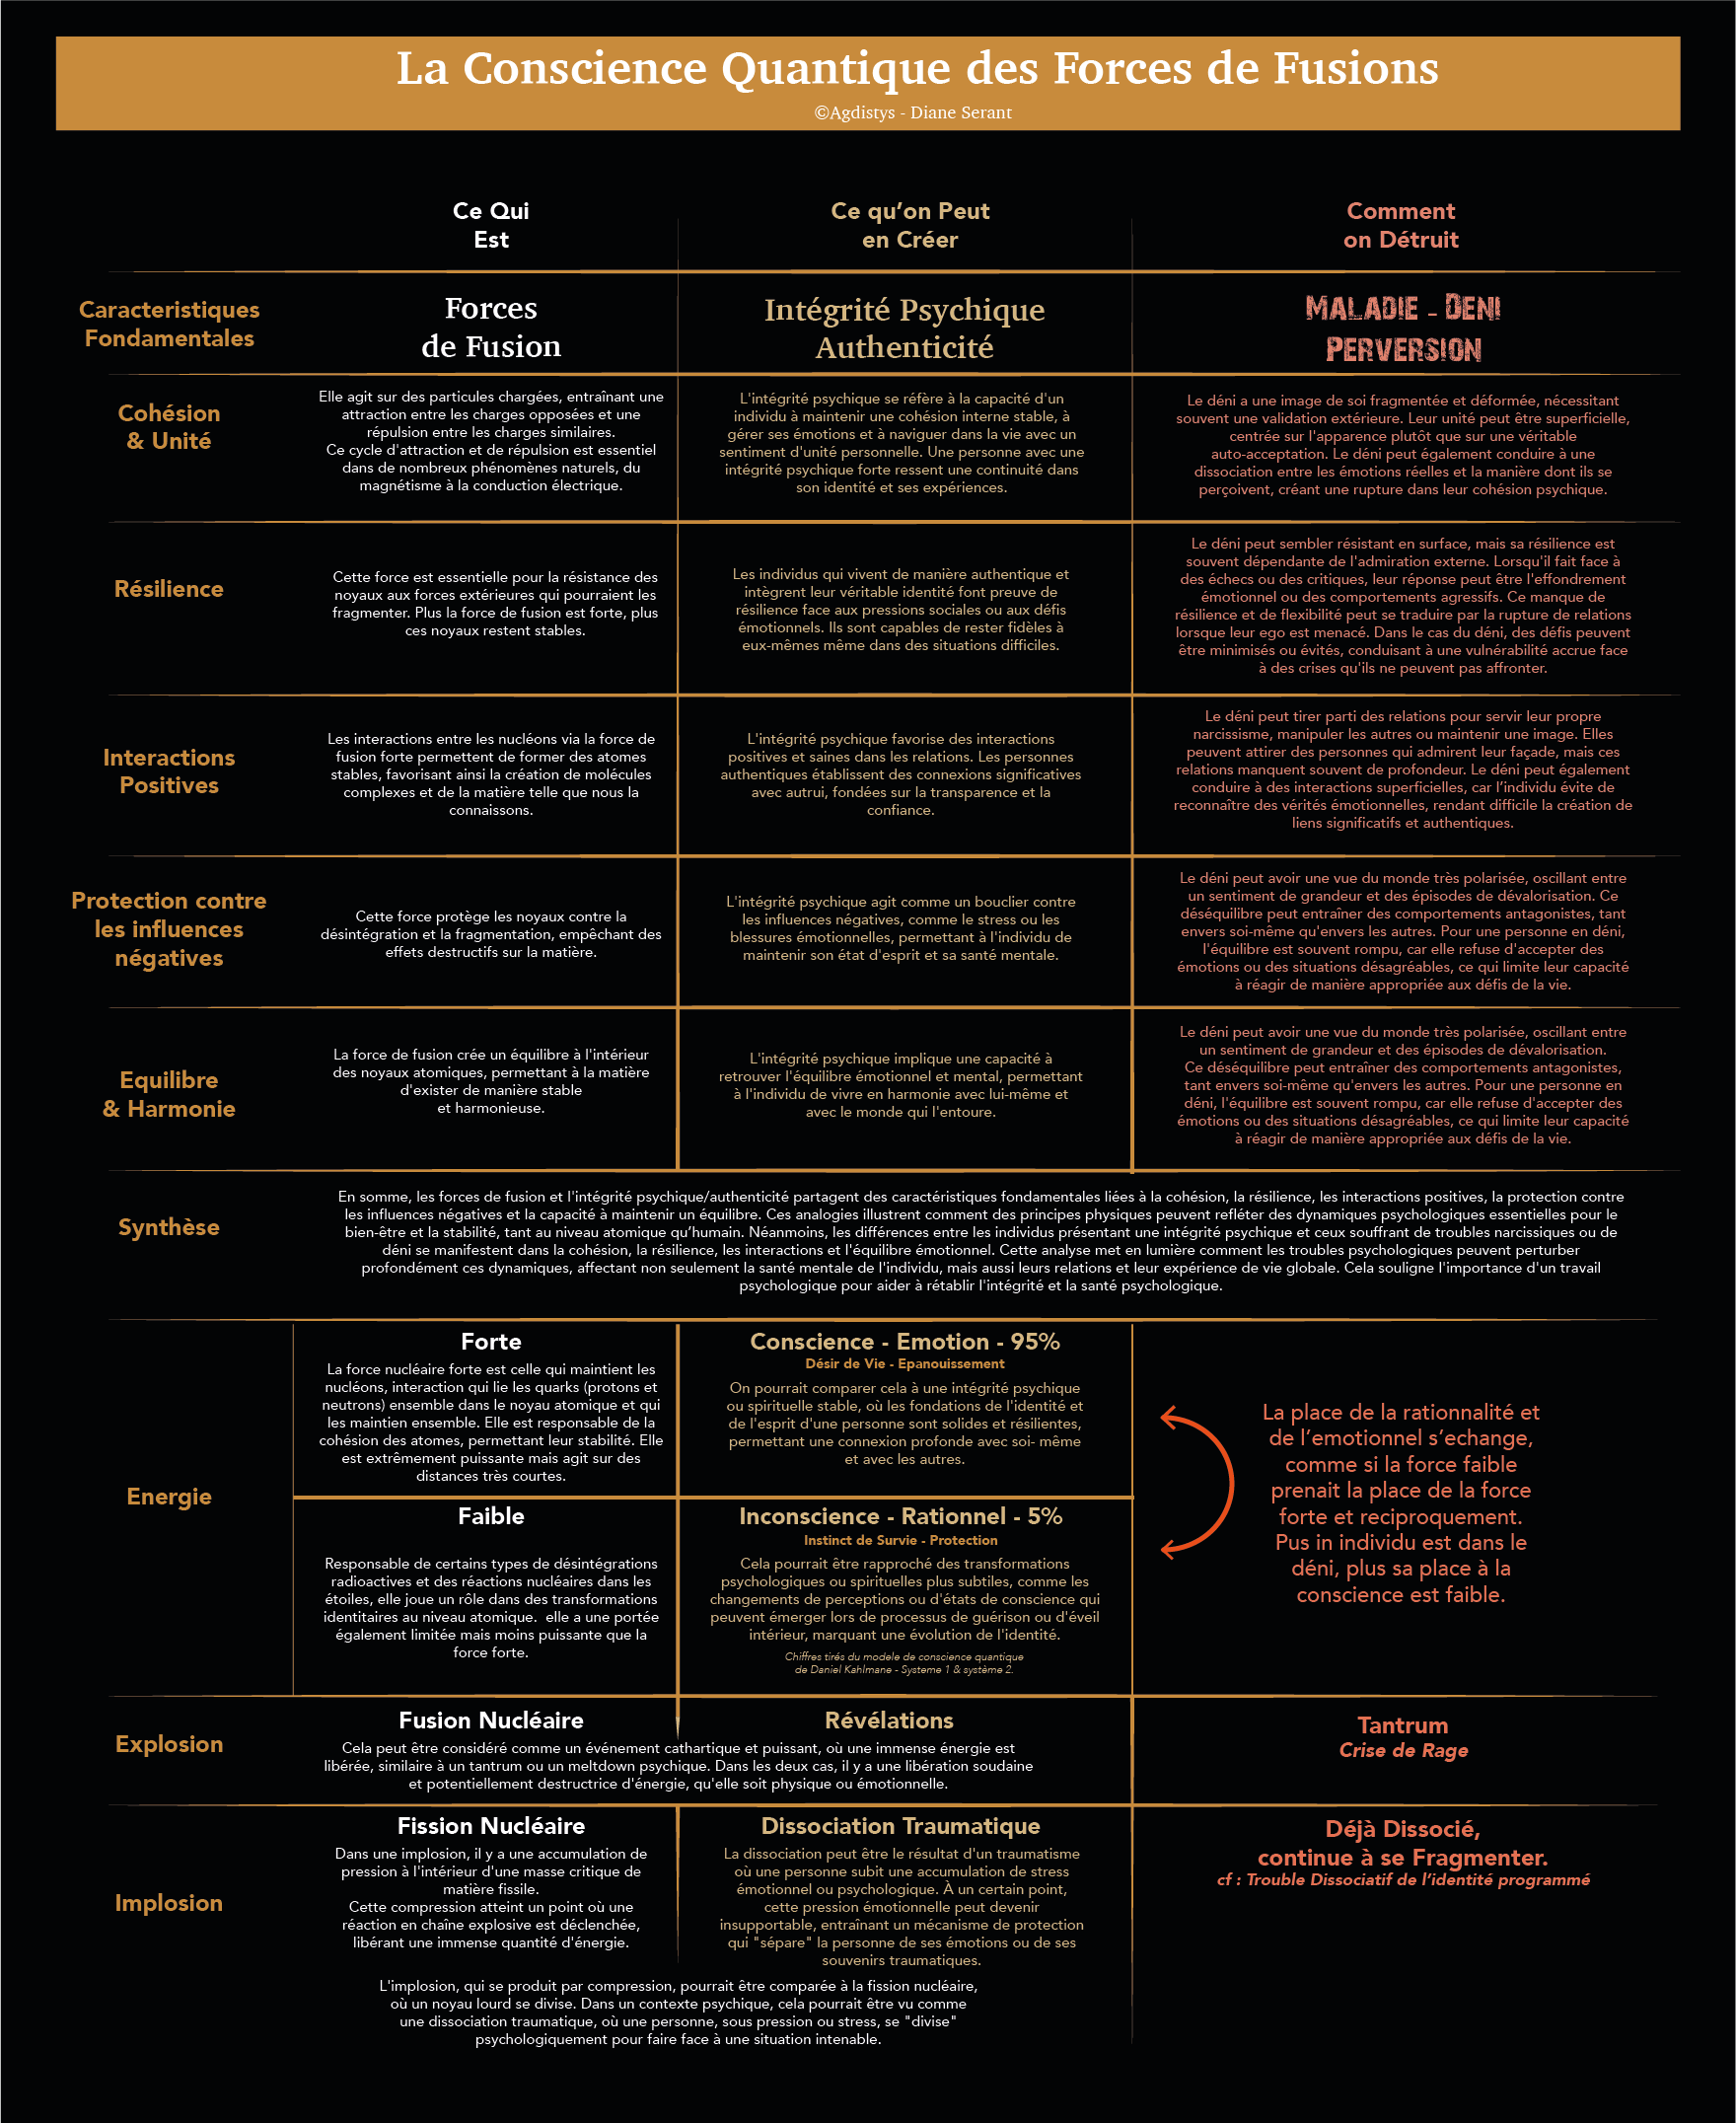 La Conscience Quantique des Forces de Fusions
©Agdistys - Diane Serant
Ce Qui
Est
Ce qu’on Peut
en Créer
Comment
on Détruit
Caracteristiques
Fondamentales
Forces
de Fusion
Intégrité Psychique
Authenticité
MALADIE - DENI
PERVERSION
Cohésion
& Unité
Elle agit sur des particules chargées, entraînant une
attraction entre les charges opposées et une
répulsion entre les charges similaires.
Ce cycle d'attraction et de répulsion est essentiel
dans de nombreux phénomènes naturels, du
magnétisme à la conduction électrique.
L'intégrité psychique se réfère à la capacité d'un
individu à maintenir une cohésion interne stable, à
gérer ses émotions et à naviguer dans la vie avec un
sentiment d'unité personnelle. Une personne avec une
intégrité psychique forte ressent une continuité dans
son identité et ses expériences.
Le déni a une image de soi fragmentée et déformée, nécessitant
souvent une validation extérieure. Leur unité peut être superficielle,
centrée sur l'apparence plutôt que sur une véritable
auto-acceptation. Le déni peut également conduire à une
dissociation entre les émotions réelles et la manière dont ils se
perçoivent, créant une rupture dans leur cohésion psychique.
Résilience
Cette force est essentielle pour la résistance des
noyaux aux forces extérieures qui pourraient les
fragmenter. Plus la force de fusion est forte, plus
ces noyaux restent stables.
Les individus qui vivent de manière authentique et
intègrent leur véritable identité font preuve de
résilience face aux pressions sociales ou aux défis
émotionnels. Ils sont capables de rester fidèles à
eux-mêmes même dans des situations difficiles.
Le déni peut sembler résistant en surface, mais sa résilience est
souvent dépendante de l'admiration externe. Lorsqu'il fait face à
des échecs ou des critiques, leur réponse peut être l'effondrement
émotionnel ou des comportements agressifs. Ce manque de
résilience et de flexibilité peut se traduire par la rupture de relations
lorsque leur ego est menacé. Dans le cas du déni, des défis peuvent
être minimisés ou évités, conduisant à une vulnérabilité accrue face
à des crises qu'ils ne peuvent pas affronter.
Interactions
Positives
Les interactions entre les nucléons via la force de
fusion forte permettent de former des atomes
stables, favorisant ainsi la création de molécules
complexes et de la matière telle que nous la
connaissons.
L'intégrité psychique favorise des interactions
positives et saines dans les relations. Les personnes
authentiques établissent des connexions significatives
avec autrui, fondées sur la transparence et la
confiance.
Le déni peut tirer parti des relations pour servir leur propre
narcissisme, manipuler les autres ou maintenir une image. Elles
peuvent attirer des personnes qui admirent leur façade, mais ces
relations manquent souvent de profondeur. Le déni peut également
conduire à des interactions superficielles, car l’individu évite de
reconnaître des vérités émotionnelles, rendant difficile la création de
liens significatifs et authentiques.
Protection contre
les influences
négatives
Cette force protège les noyaux contre la
désintégration et la fragmentation, empêchant des
effets destructifs sur la matière.
L'intégrité psychique agit comme un bouclier contre
les influences négatives, comme le stress ou les
blessures émotionnelles, permettant à l'individu de
maintenir son état d'esprit et sa santé mentale.
Le déni peut avoir une vue du monde très polarisée, oscillant entre
un sentiment de grandeur et des épisodes de dévalorisation. Ce
déséquilibre peut entraîner des comportements antagonistes, tant
envers soi-même qu'envers les autres. Pour une personne en déni,
l'équilibre est souvent rompu, car elle refuse d'accepter des
émotions ou des situations désagréables, ce qui limite leur capacité
à réagir de manière appropriée aux défis de la vie.
Equilibre
& Harmonie
La force de fusion crée un équilibre à l'intérieur
des noyaux atomiques, permettant à la matière
d'exister de manière stable
et harmonieuse.
L'intégrité psychique implique une capacité à
retrouver l'équilibre émotionnel et mental, permettant
à l'individu de vivre en harmonie avec lui-même et
avec le monde qui l'entoure.
Le déni peut avoir une vue du monde très polarisée, oscillant entre
un sentiment de grandeur et des épisodes de dévalorisation.
Ce déséquilibre peut entraîner des comportements antagonistes,
tant envers soi-même qu'envers les autres. Pour une personne en
déni, l'équilibre est souvent rompu, car elle refuse d'accepter des
émotions ou des situations désagréables, ce qui limite leur capacité
à réagir de manière appropriée aux défis de la vie.
Synthèse
En somme, les forces de fusion et l'intégrité psychique/authenticité partagent des caractéristiques fondamentales liées à la cohésion, la résilience, les interactions positives, la protection contre
les influences négatives et la capacité à maintenir un équilibre. Ces analogies illustrent comment des principes physiques peuvent refléter des dynamiques psychologiques essentielles pour le
bien-être et la stabilité, tant au niveau atomique qu’humain. Néanmoins, les différences entre les individus présentant une intégrité psychique et ceux souffrant de troubles narcissiques ou de
déni se manifestent dans la cohésion, la résilience, les interactions et l'équilibre émotionnel. Cette analyse met en lumière comment les troubles psychologiques peuvent perturber
profondément ces dynamiques, affectant non seulement la santé mentale de l'individu, mais aussi leurs relations et leur expérience de vie globale. Cela souligne l'importance d'un travail
psychologique pour aider à rétablir l'intégrité et la santé psychologique.
Energie
Forte
La force nucléaire forte est celle qui maintient les
nucléons, interaction qui lie les quarks (protons et
neutrons) ensemble dans le noyau atomique et qui
les maintien ensemble. Elle est responsable de la
cohésion des atomes, permettant leur stabilité. Elle
est extrêmement puissante mais agit sur des
distances très courtes.
Conscience - Emotion - 95%
Désir de Vie - Epanouissement
On pourrait comparer cela à une intégrité psychique
ou spirituelle stable, où les fondations de l'identité et
de l'esprit d'une personne sont solides et résilientes,
permettant une connexion profonde avec soi- même
et avec les autres.
La place de la rationnalité et
de l’emotionnel s’echange,
comme si la force faible
prenait la place de la force
forte et reciproquement.
Pus in individu est dans le
déni, plus sa place à la
conscience est faible.
Faible
Responsable de certains types de désintégrations
radioactives et des réactions nucléaires dans les
étoiles, elle joue un rôle dans des transformations
identitaires au niveau atomique. elle a une portée
également limitée mais moins puissante que la
force forte.
Inconscience - Rationnel - 5%
Instinct de Survie - Protection
Cela pourrait être rapproché des transformations
psychologiques ou spirituelles plus subtiles, comme les
changements de perceptions ou d'états de conscience qui
peuvent émerger lors de processus de guérison ou d'éveil
intérieur, marquant une évolution de l'identité.
Chiffres tirés du modele de conscience quantique
de Daniel Kahlmane - Systeme 1 & système 2.
Explosion
Fusion Nucléaire
Révélations
Cela peut être considéré comme un événement cathartique et puissant, où une immense énergie est
libérée, similaire à un tantrum ou un meltdown psychique. Dans les deux cas, il y a une libération soudaine
et potentiellement destructrice d'énergie, qu'elle soit physique ou émotionnelle.
Tantrum
Crise de Rage
Implosion
Fission Nucléaire
Dans une implosion, il y a une accumulation de
pression à l'intérieur d'une masse critique de
matière fissile.
Cette compression atteint un point où une
réaction en chaîne explosive est déclenchée,
libérant une immense quantité d'énergie.
Dissociation Traumatique
La dissociation peut être le résultat d'un traumatisme
où une personne subit une accumulation de stress
émotionnel ou psychologique. À un certain point,
cette pression émotionnelle peut devenir
insupportable, entraînant un mécanisme de protection
qui "sépare" la personne de ses émotions ou de ses
souvenirs traumatiques.
Déjà Dissocié,
continue à se Fragmenter.
cf : Trouble Dissociatif de l’identité programmé
L'implosion, qui se produit par compression, pourrait être comparée à la fission nucléaire,
où un noyau lourd se divise. Dans un contexte psychique, cela pourrait être vu comme
une dissociation traumatique, où une personne, sous pression ou stress, se "divise"
psychologiquement pour faire face à une situation intenable.